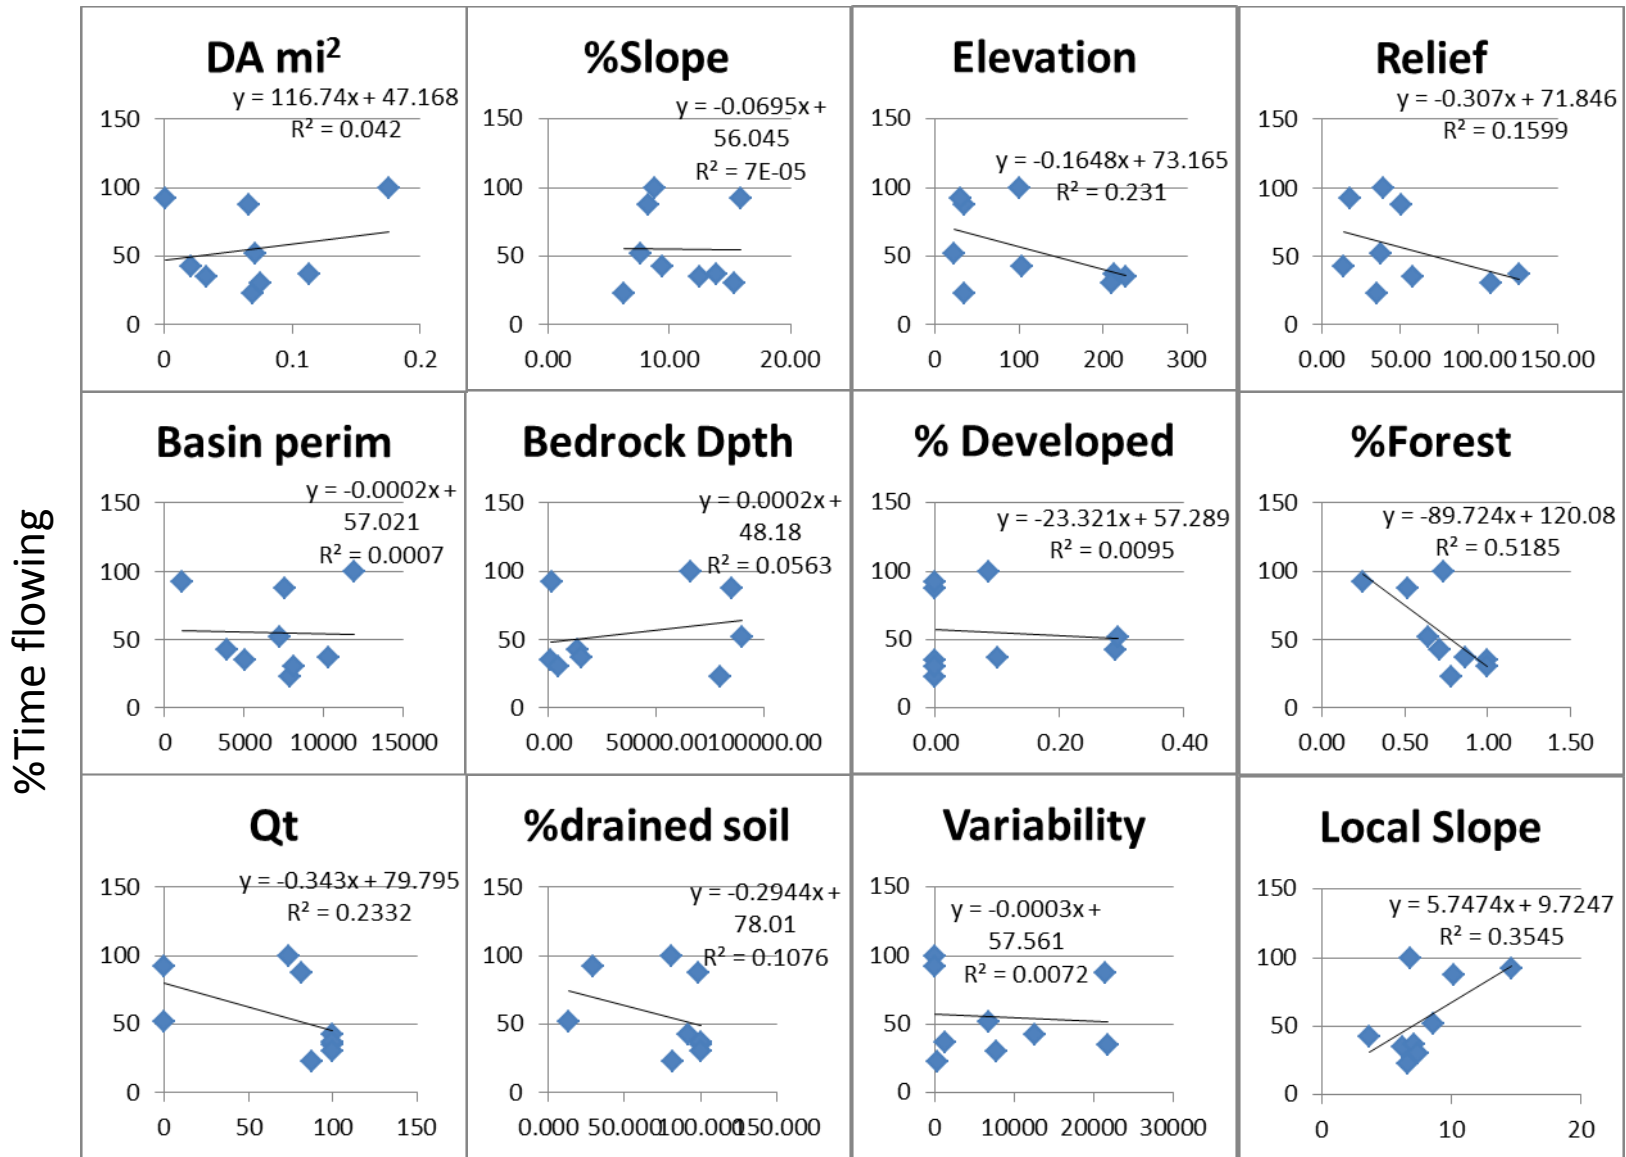 %Time flowing
DA mi²
y = 116.74x + 47.168
R² = 0.042
150
100
50
0
0 0.1 0.2
%Slope
y = -0.0695x +
56.045
R² = 7E-05
150
100
50
0
0.00 10.00 20.00
Elevation
y = -0.1648x + 73.165
R² = 0.231
150
100
50
0
0 100 200 300
Relief
y = -0.307x + 71.846
R² = 0.1599
150
100
50
0
0.00 50.00 100.00 150.00
Basin perim
y = -0.0002x +
57.021
R² = 0.0007
150
100
50
0
0 5000 10000 15000
Bedrock Dpth
y = 0.0002x +
48.18
R² = 0.0563
150
100
50
0
0.00 50000.00 100000.00
% Developed
y = -23.321x + 57.289
R² = 0.0095
150
100
50
0
0.00 0.20 0.40
%Forest
y = -89.724x + 120.08
R² = 0.5185
150
100
50
0
0.00 0.50 1.00 1.50
Qt
y = -0.343x + 79.795
R² = 0.2332
150
100
50
0
0 50 100 150
%drained soil
y = -0.2944x +
78.01
R² = 0.1076
150
100
50
0
0.000 50.000 100.000 150.000
Variability
y = -0.0003x +
57.561
R² = 0.0072
150
100
50
0
0 10000 20000 30000
Local Slope
y = 5.7474x + 9.7247
R² = 0.3545
150
100
50
0
0 10 20